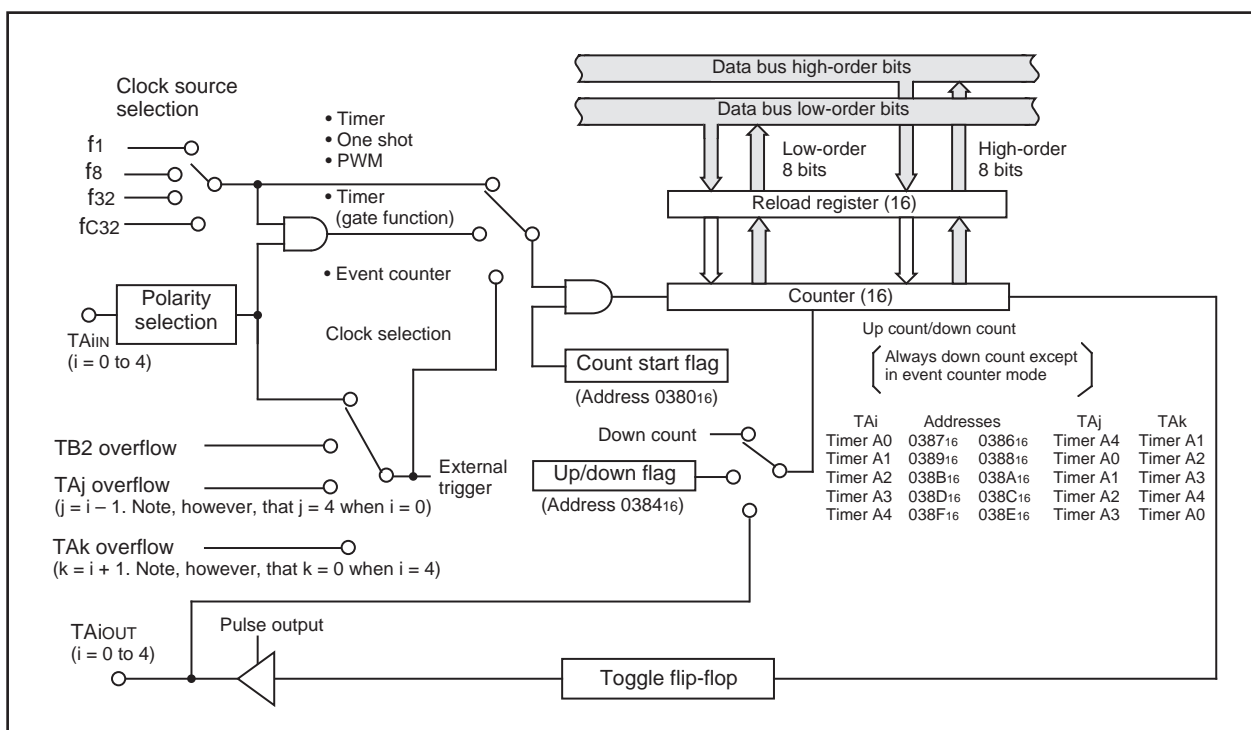 Clock source
selection
f1
f8
f32
fC32
• Timer
• One shot
• PWM
• Timer
(gate function)
• Event counter
Data bus high-order bits
Data bus low-order bits
Low-order
8 bits
High-order
8 bits
Reload register (16)
Counter (16)
Polarity
selection
TAiIN
(i = 0 to 4)
Clock selection
Count start flag
(Address 038016)
Up count/down count
Always down count except
in event counter mode
TB2 overflow
TAj overflow
(j = i – 1. Note, however, that j = 4 when i = 0)
TAk overflow
(k = i + 1. Note, however, that k = 0 when i = 4)
External
trigger
Down count
Up/down flag
(Address 038416)
TAi Addresses TAj TAk
Timer A0 038716 038616 Timer A4 Timer A1
Timer A1 038916 038816 Timer A0 Timer A2
Timer A2 038B16 038A16 Timer A1 Timer A3
Timer A3 038D16 038C16 Timer A2 Timer A4
Timer A4 038F16 038E16 Timer A3 Timer A0
TAiOUT
(i = 0 to 4)
Pulse output
Toggle flip-flop